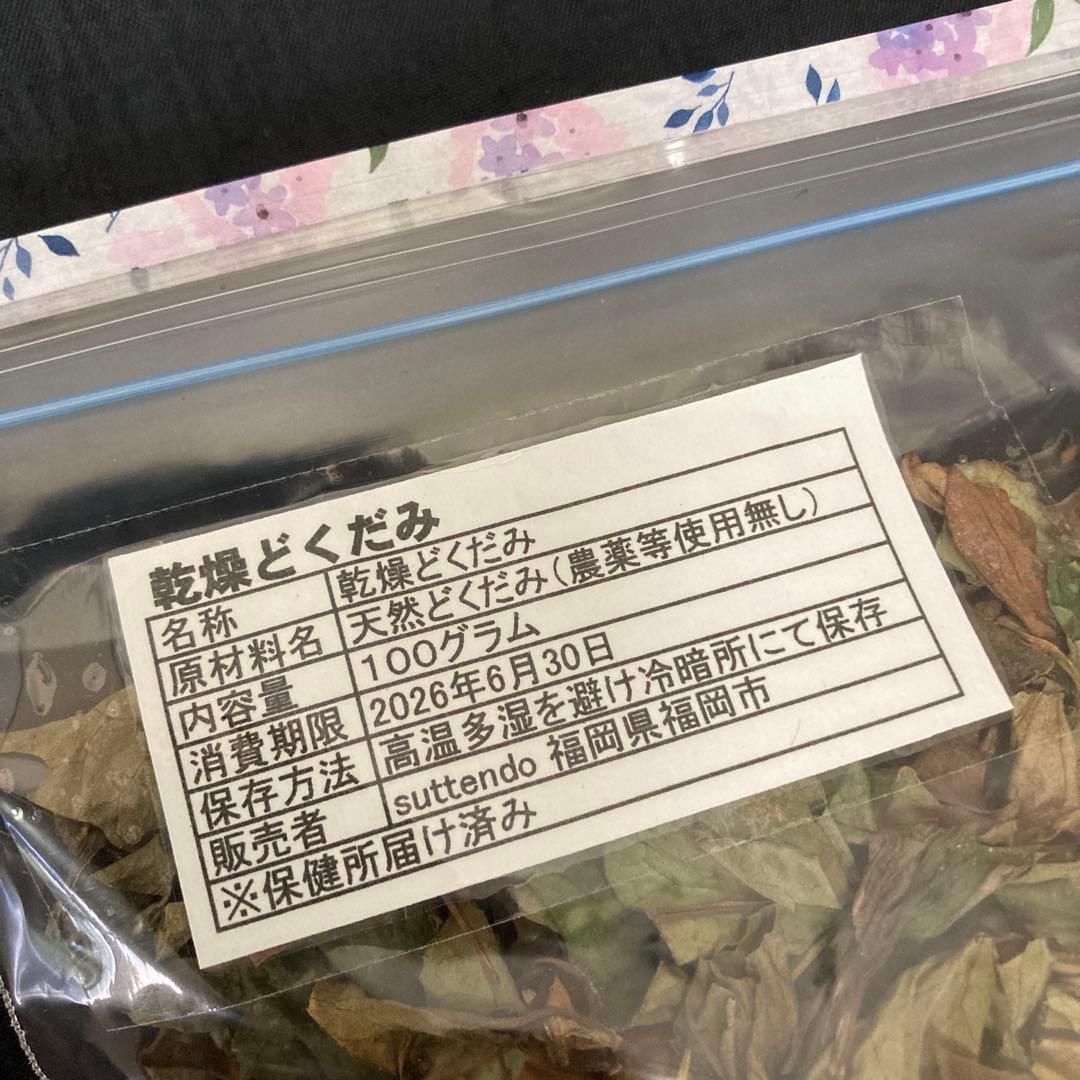 乾燥どくだみ
名称 乾燥どくだみ
原材料名 天然どくだみ(農薬等使用無し)
内容量 100グラム
消費期限 2026年6月30日
保存方法 高温多湿を避け冷暗所にて保存
販売者 suttendo 福岡県福岡市
※保健所届け済み